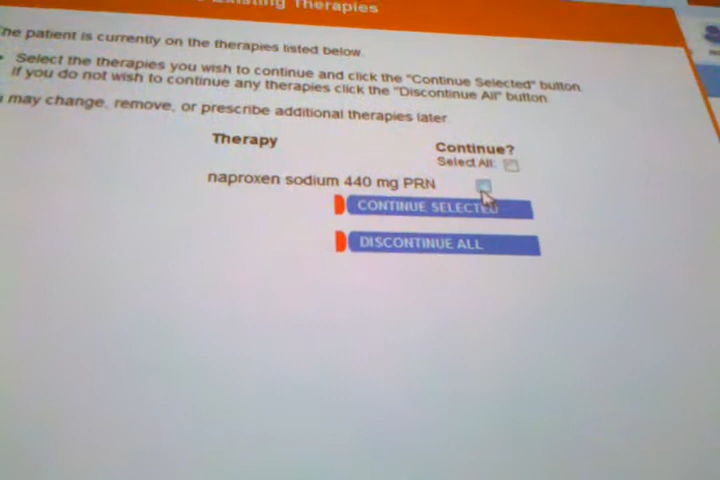 Existing Therapies
The patient is currently on the therapies listed below.
Select the therapies you wish to continue and click the "Continue Selected" button.
If you do not wish to continue any therapies click the "Discontinue All" button.
may change, remove, or prescribe additional therapies later.
Therapy
Continue?
Select All:
naproxen sodium 440 mg PRN
CONTINUE SELECTED
DISCONTINUE ALL